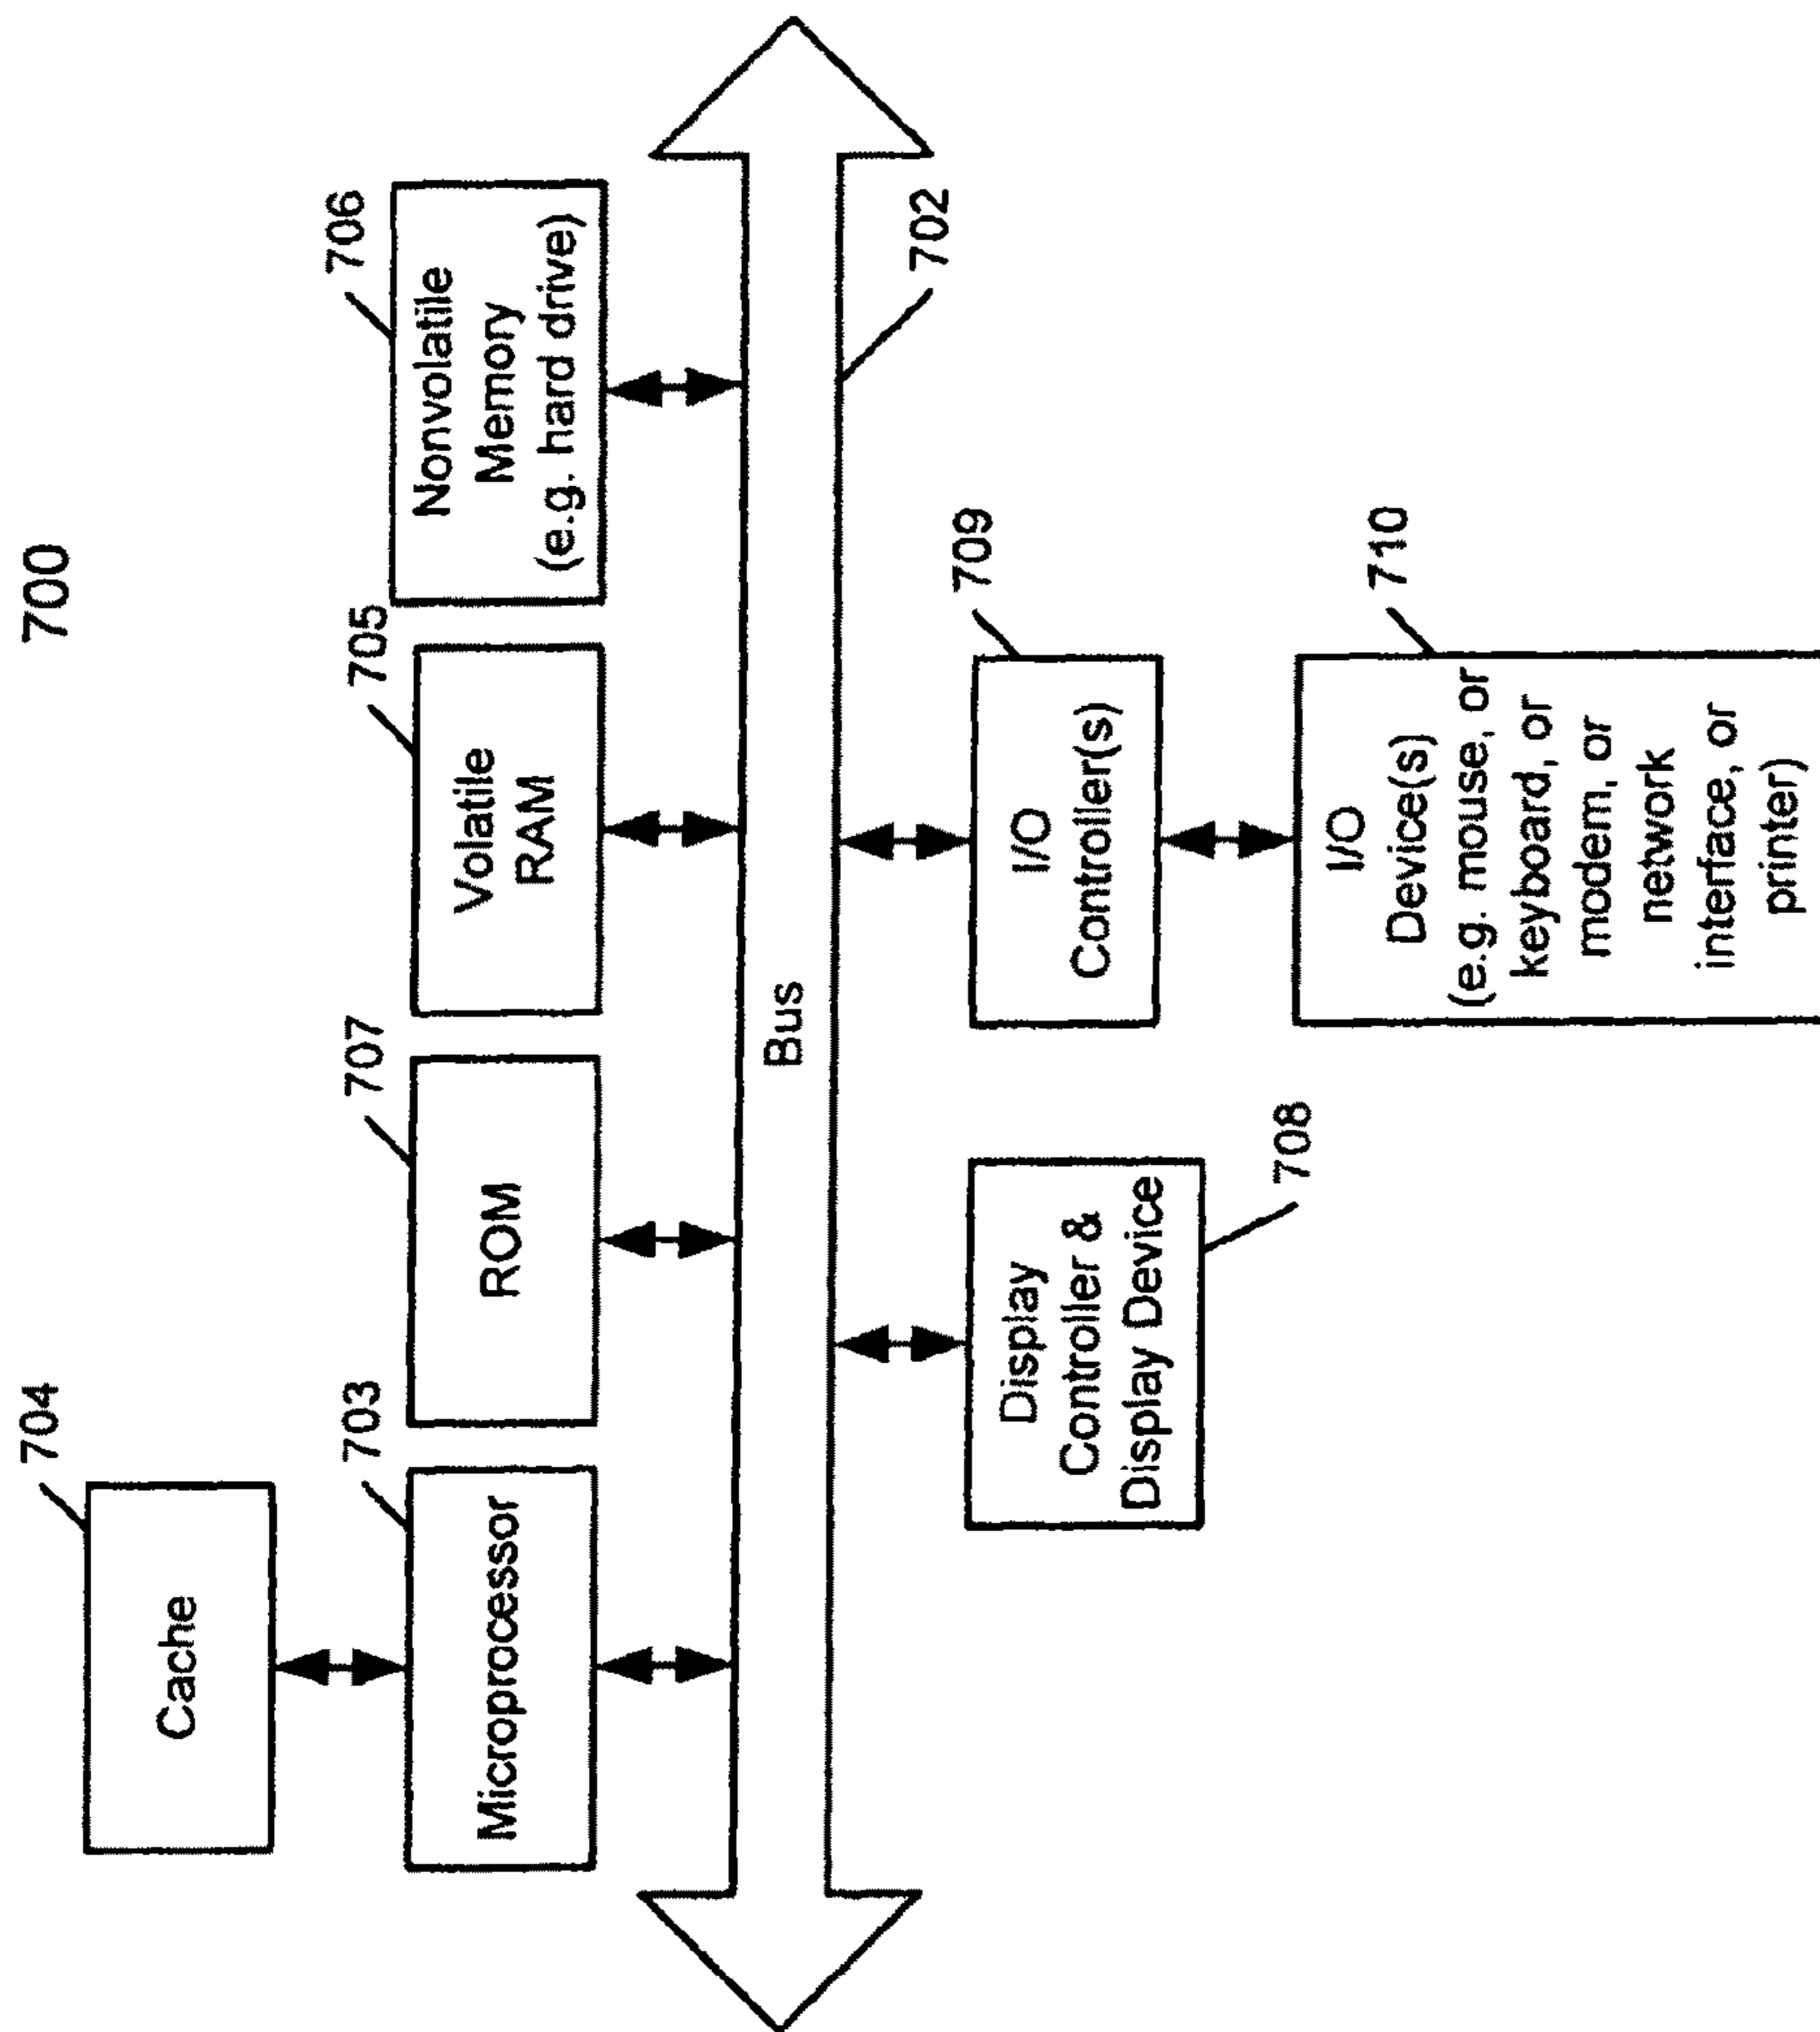 700
704
Cache
703
Microprocessor
707
ROM
705
Volatile
RAM
706
Nonvolatile
Memory
(e.g. hard drive)
Bus
702
708
Display
Controller &
Display Device
709
I/O
Controller(s)
710
I/O
Device(s)
(e.g. mouse, or
keyboard, or
modem, or
network
interface, or
printer)